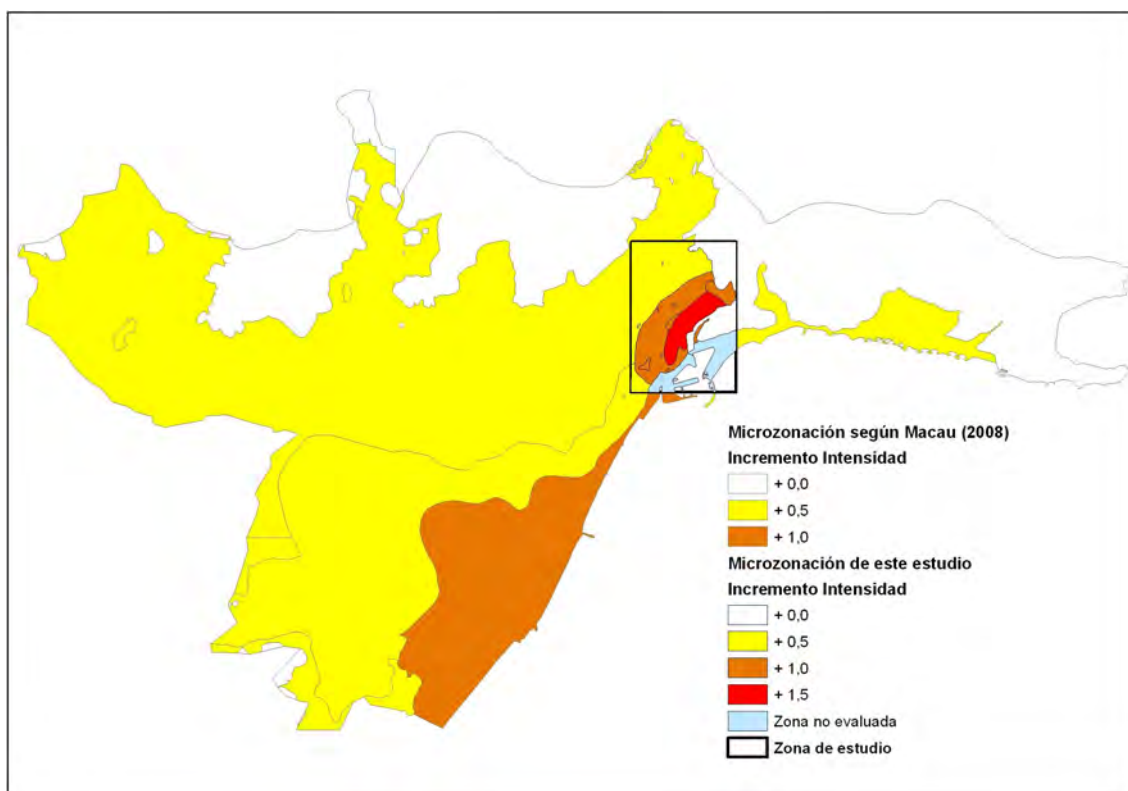 Microzonación según Macau (2008)
Incremento Intensidad
+ 0,0
+ 0,5
+ 1,0
Microzonación de este estudio
Incremento Intensidad
+ 0,0
+ 0,5
+ 1,0
+ 1,5
Zona no evaluada
Zona de estudio